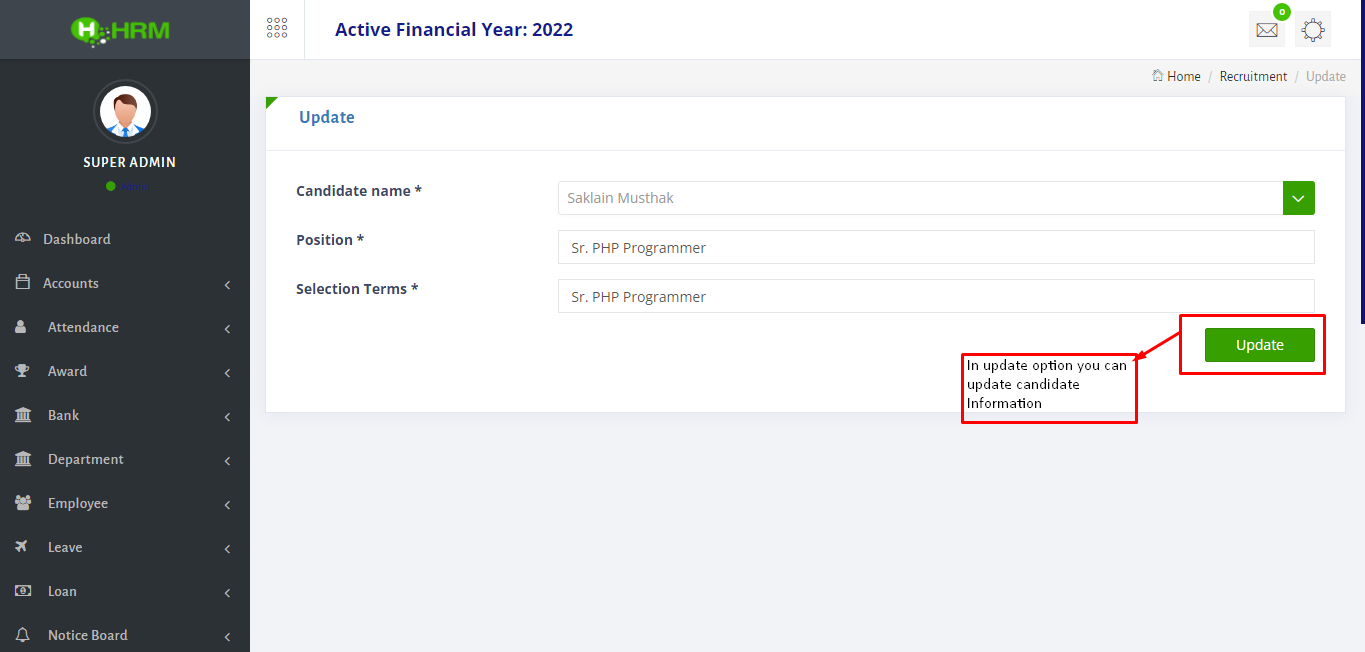 H HRM
Active Financial Year: 2022
0
Home / Recruitment / Update
SUPER ADMIN
Update
Candidate name *
Saklain Musthak
Position *
Sr. PHP Programmer
Selection Terms *
Sr. PHP Programmer
Update
In update option you can
update candidate
Information
Dashboard
Accounts
Attendance
Award
Bank
Department
Employee
Leave
Loan
Notice Board